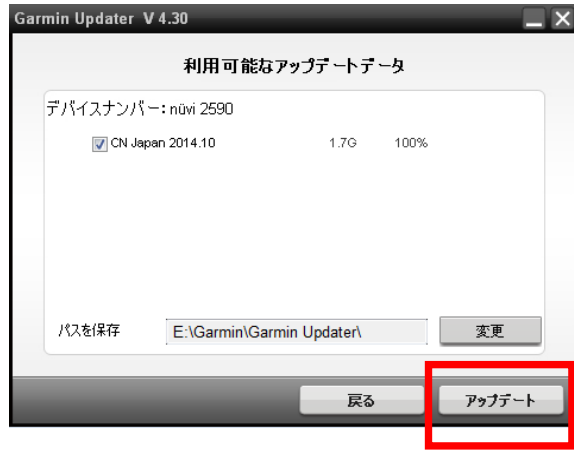 Garmin Updater V 4.30
利用可能なアップデートデータ
デバイスナンバー: nüvi 2590
CN Japan 2014.10 1.7G 100%
パスを保存 E:\Garmin\Garmin Updater\ 変更
戻る アップデート